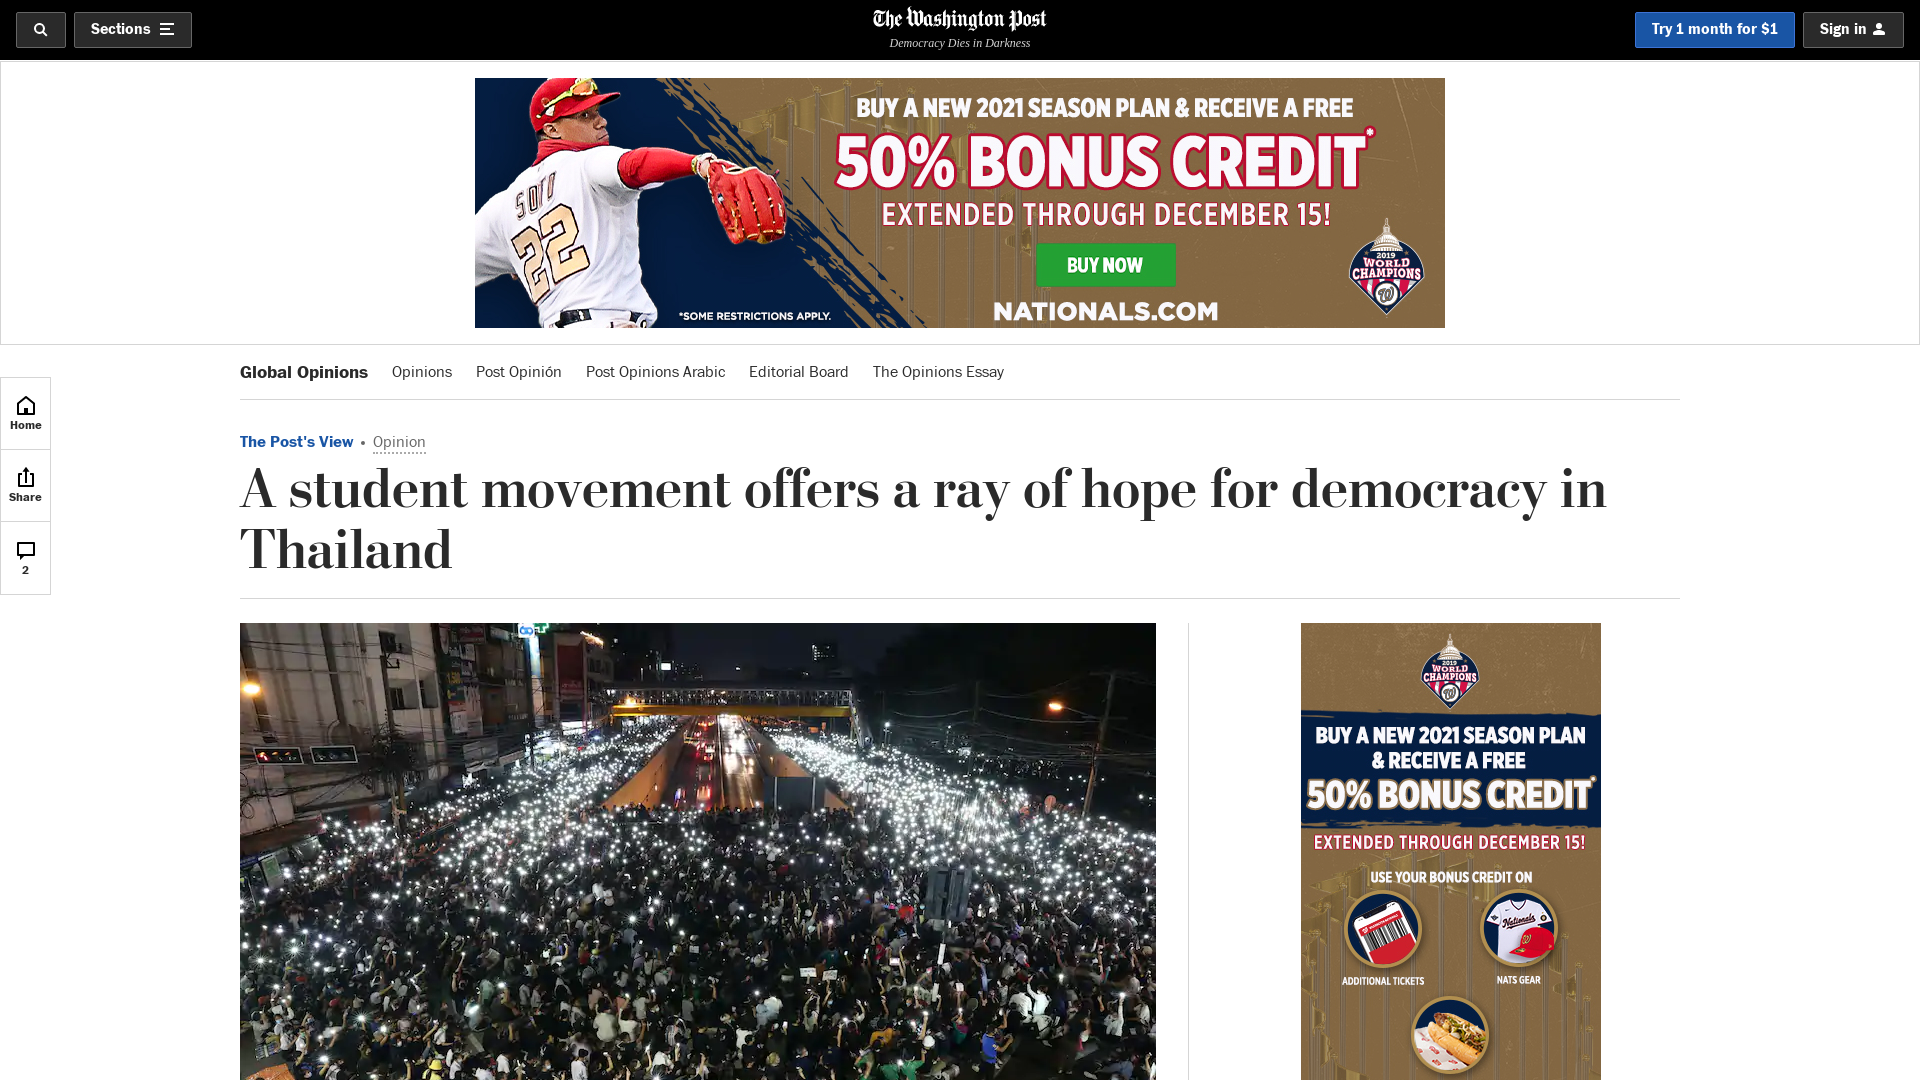 Sections
The Washington Post
Democracy Dies in Darkness
Try 1 month for $1
Sign in
BUY A NEW 2021 SEASON PLAN & RECEIVE A FREE
50% BONUS CREDIT*
EXTENDED THROUGH DECEMBER 15!
BUY NOW
NATIONALS.COM
*SOME RESTRICTIONS APPLY.
SOTO
22
2019
WORLD
CHAMPIONS
W
Global Opinions Opinions Post Opinión Post Opinions Arabic Editorial Board The Opinions Essay
Home
Share
2
The Post's View • Opinion
A student movement offers a ray of hope for democracy in
Thailand
2019
WORLD
CHAMPIONS
W
BUY A NEW 2021 SEASON PLAN
& RECEIVE A FREE
50% BONUS CREDIT*
EXTENDED THROUGH DECEMBER 15!
USE YOUR BONUS CREDIT ON
Nationals
ADDITIONAL TICKETS
NATS GEAR